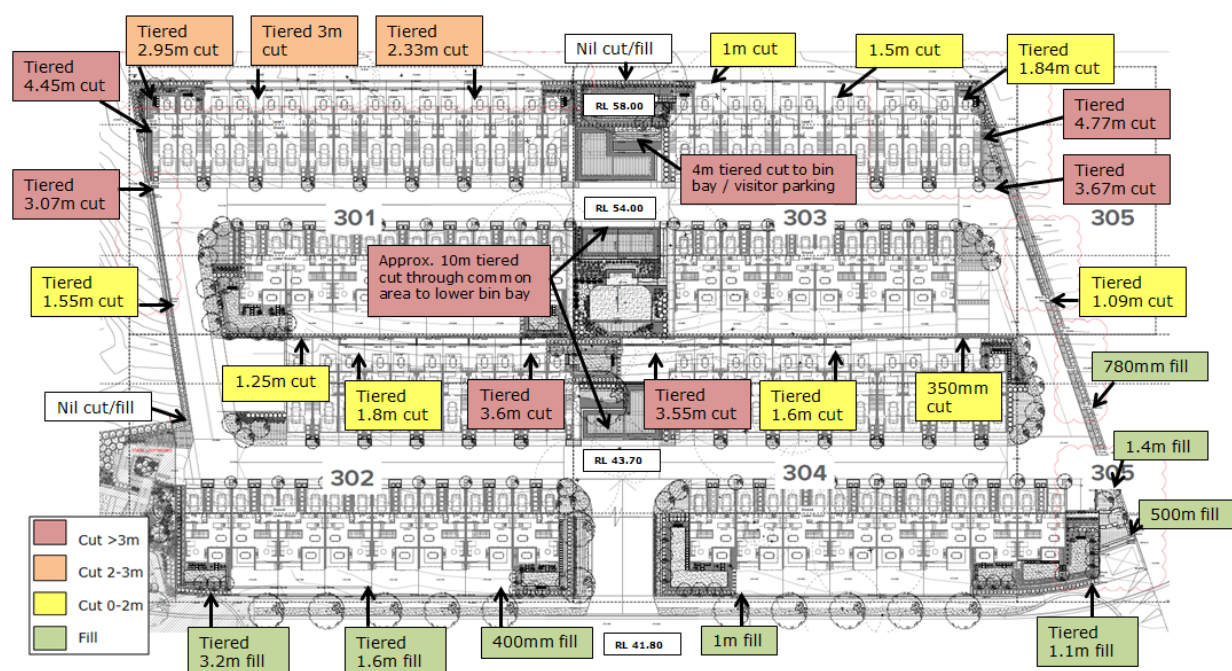 Tiered
2.95m cut
Tiered 3m
cut
Tiered
2.33m cut
Nil cut/fill
1m cut
1.5m cut
Tiered
1.84m cut
Tiered
4.45m cut
RL 58.00
Tiered
4.77m cut
4m tiered cut to bin
bay / visitor parking
Tiered
3.07m cut
Tiered
3.67m cut
301
RL 54.00
303
305
Approx. 10m tiered
cut through common
area to lower bin bay
Tiered
1.55m cut
Tiered
1.09m cut
1.25m cut
Tiered
1.8m cut
Tiered
3.6m cut
Tiered
3.55m cut
Tiered
1.6m cut
350mm
cut
780mm fill
Nil cut/fill
1.4m fill
RL 43.70
302
304
305
500m fill
Cut >3m
Cut 2-3m
Cut 0-2m
Fill
Tiered
3.2m fill
Tiered
1.6m fill
400mm fill
RL 41.80
1m fill
Tiered
1.1m fill